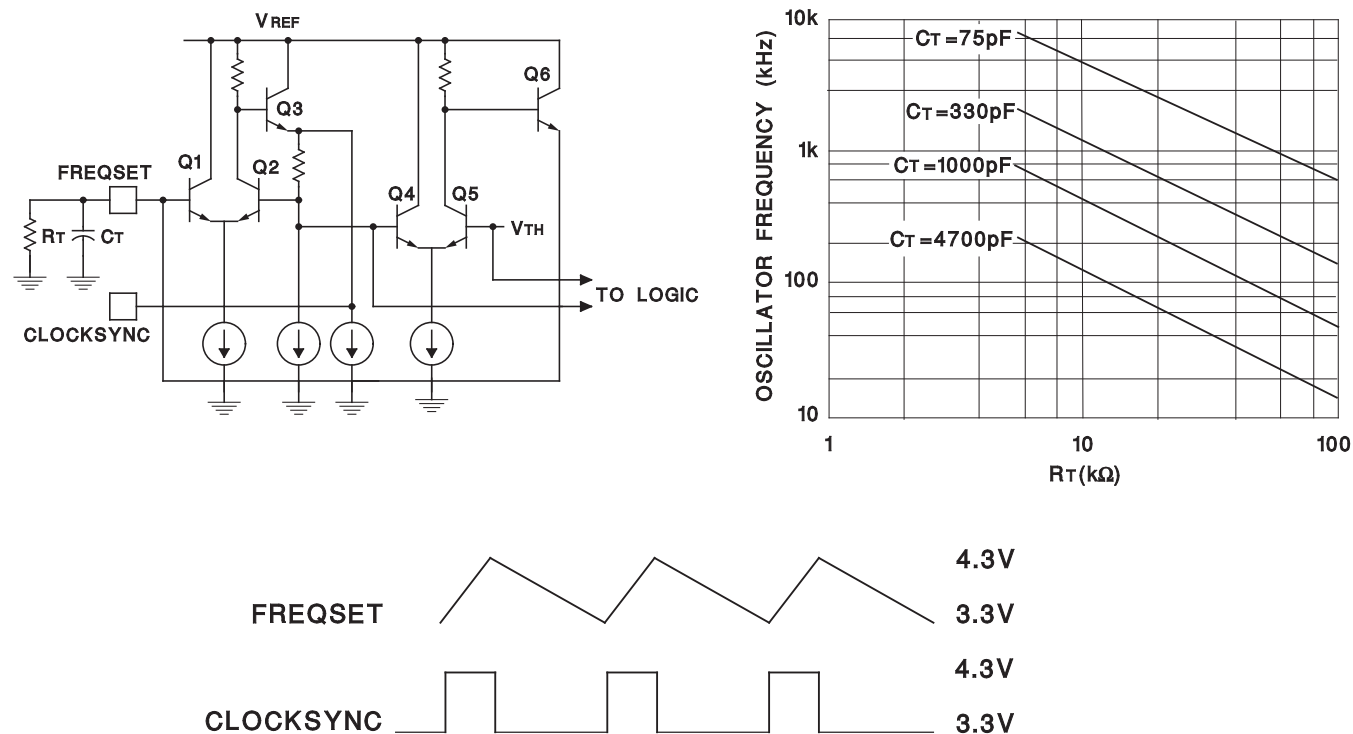 VREF
Q1
Q2
Q3
Q4
Q5
Q6
FREQSET
RT
CT
VTH
CLOCKSYNC
TO LOGIC
OSCILLATOR FREQUENCY (kHz)
10k
1k
100
10
CT=75pF
CT=330pF
CT=1000pF
CT=4700pF
1
10
100
RT(kΩ)
FREQSET
4.3V
3.3V
CLOCKSYNC
4.3V
3.3V